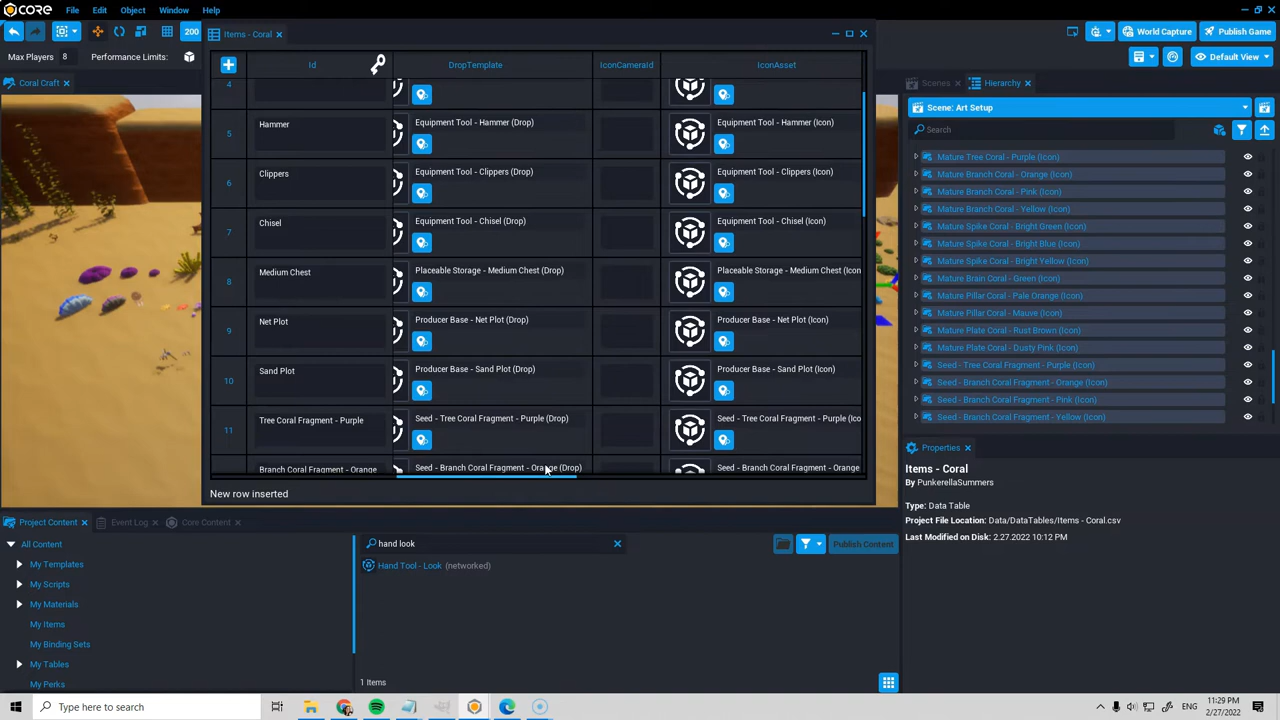 CORE File Edit Object Window Help
200 World Capture Publish Game
Items - Coral
Max Players 8 Performance Limits: Default View
Coral Craft
Id DropTemplate IconCameraId IconAsset
4
5 Hammer Equipment Tool - Hammer (Drop) Equipment Tool - Hammer (Icon)
6 Clippers Equipment Tool - Clippers (Drop) Equipment Tool - Clippers (Icon)
7 Chisel Equipment Tool - Chisel (Drop) Equipment Tool - Chisel (Icon)
8 Medium Chest Placeable Storage - Medium Chest (Drop) Placeable Storage - Medium Chest (Icon
9 Net Plot Producer Base - Net Plot (Drop) Producer Base - Net Plot (Icon)
10 Sand Plot Producer Base - Sand Plot (Drop) Producer Base - Sand Plot (Icon)
11 Tree Coral Fragment - Purple Seed - Tree Coral Fragment - Purple (Drop) Seed - Tree Coral Fragment - Purple (Ico
Branch Coral Fragment - Orange Seed - Branch Coral Fragment - Orange (Drop) Seed - Branch Coral Fragment - Orange
New row inserted
Scenes Hierarchy
Scene: Art Setup
Search
Mature Tree Coral - Purple (Icon)
Mature Branch Coral - Orange (Icon)
Mature Branch Coral - Pink (Icon)
Mature Branch Coral - Yellow (Icon)
Mature Spike Coral - Bright Green (Icon)
Mature Spike Coral - Bright Blue (Icon)
Mature Spike Coral - Bright Yellow (Icon)
Mature Brain Coral - Green (Icon)
Mature Pillar Coral - Pale Orange (Icon)
Mature Pillar Coral - Mauve (Icon)
Mature Plate Coral - Rust Brown (Icon)
Mature Plate Coral - Dusty Pink (Icon)
Seed - Tree Coral Fragment - Purple (Icon)
Seed - Branch Coral Fragment - Orange (Icon)
Seed - Branch Coral Fragment - Pink (Icon)
Seed - Branch Coral Fragment - Yellow (Icon)
Properties
Items - Coral
By PunkerellaSummers
Type: Data Table
Project File Location: Data/DataTables/Items - Coral.csv
Last Modified on Disk: 2.27.2022 10:12 PM
Project Content Event Log Core Content
All Content
My Templates
My Scripts
My Materials
My Items
My Binding Sets
My Tables
My Perks
hand look
Publish Content
Hand Tool - Look (networked)
1 Items
Type here to search
ENG 11:29 PM
2/27/2022